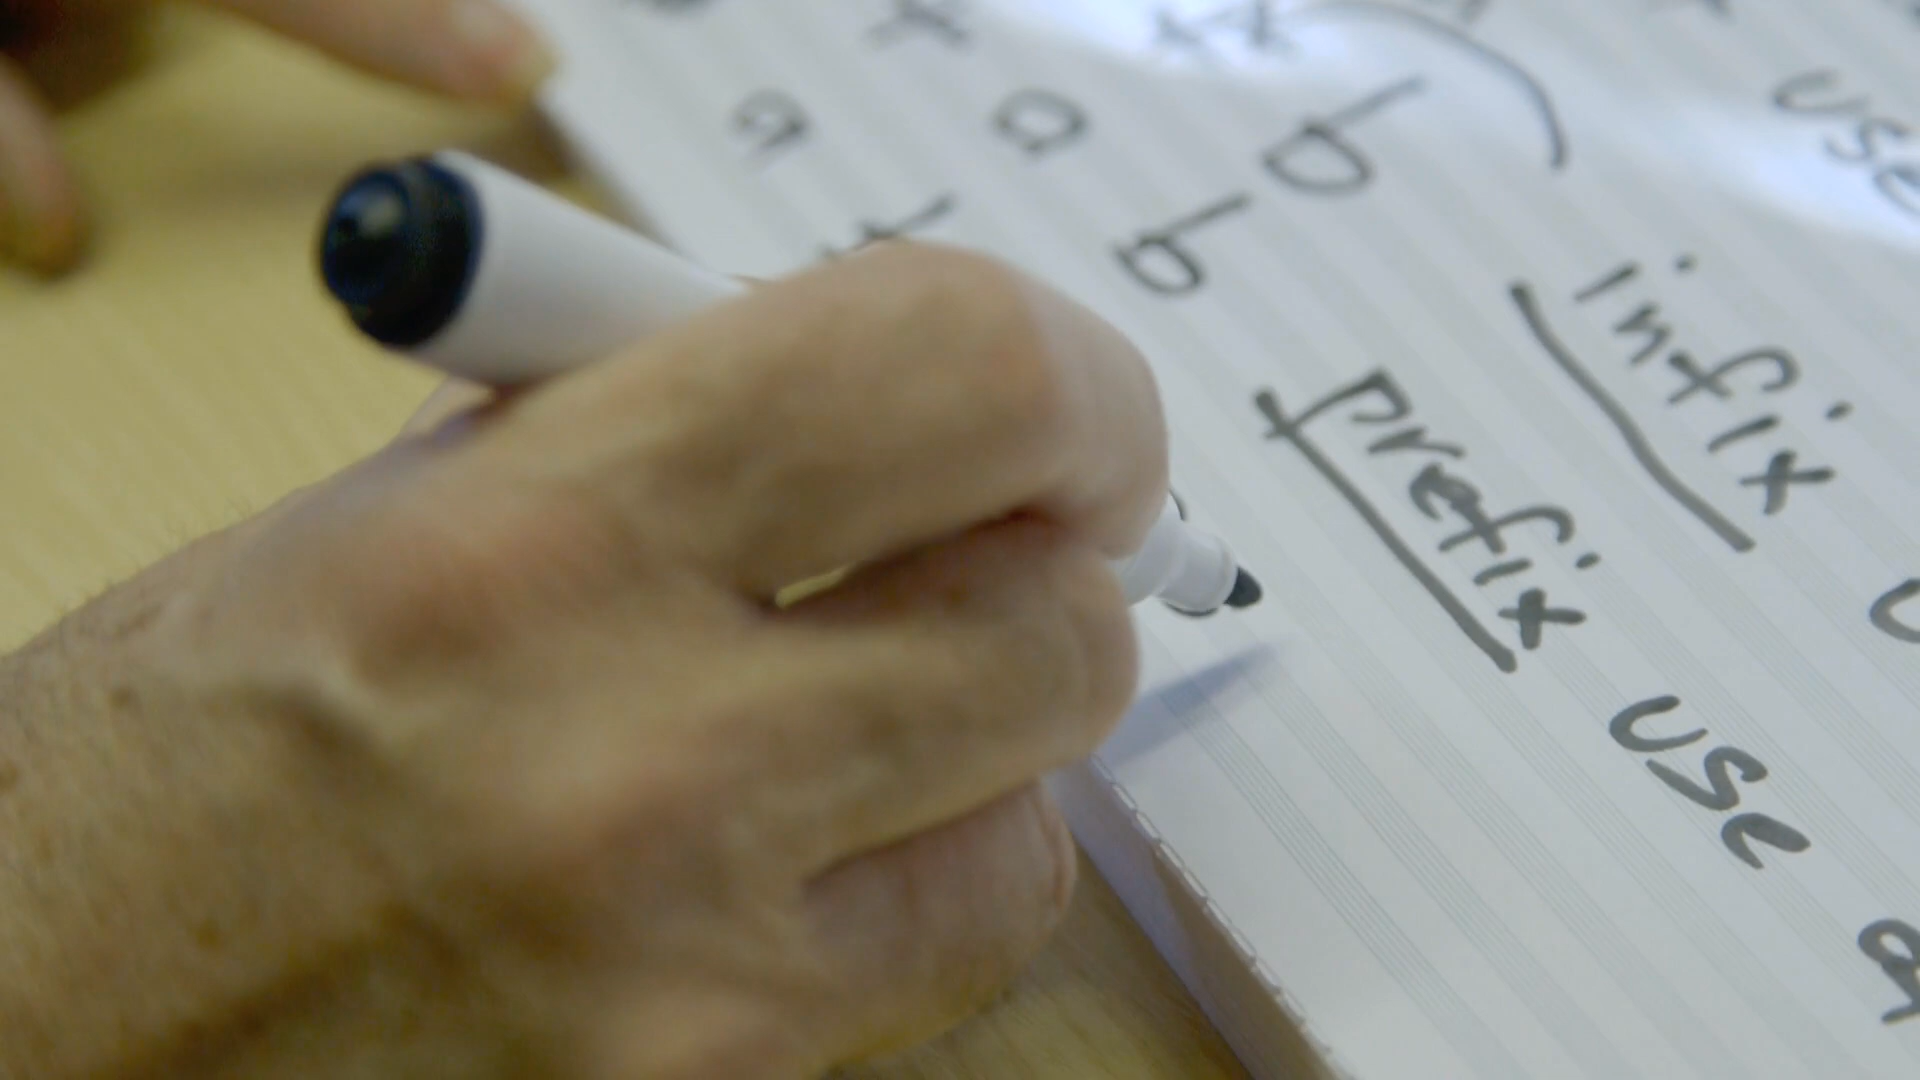 + ++
a a b use
+ b infix
prefix use